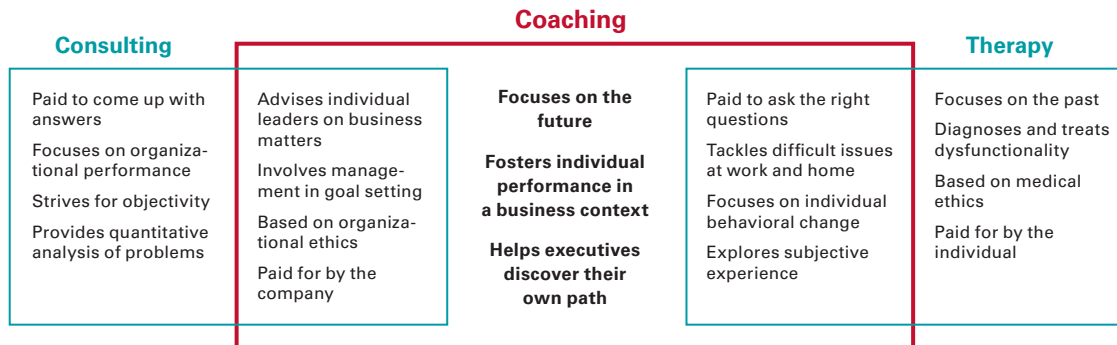 Coaching
Consulting
Therapy
Paid to come up with
answers
Focuses on organiza-
tional performance
Strives for objectivity
Provides quantitative
analysis of problems
Advises individual
leaders on business
matters
Involves manage-
ment in goal setting
Based on organiza-
tional ethics
Paid for by the
company
Focuses on the
future
Fosters individual
performance in
a business context
Helps executives
discover their
own path
Paid to ask the right
questions
Tackles difficult issues
at work and home
Focuses on individual
behavioral change
Explores subjective
experience
Focuses on the past
Diagnoses and treats
dysfunctionality
Based on medical
ethics
Paid for by the
individual